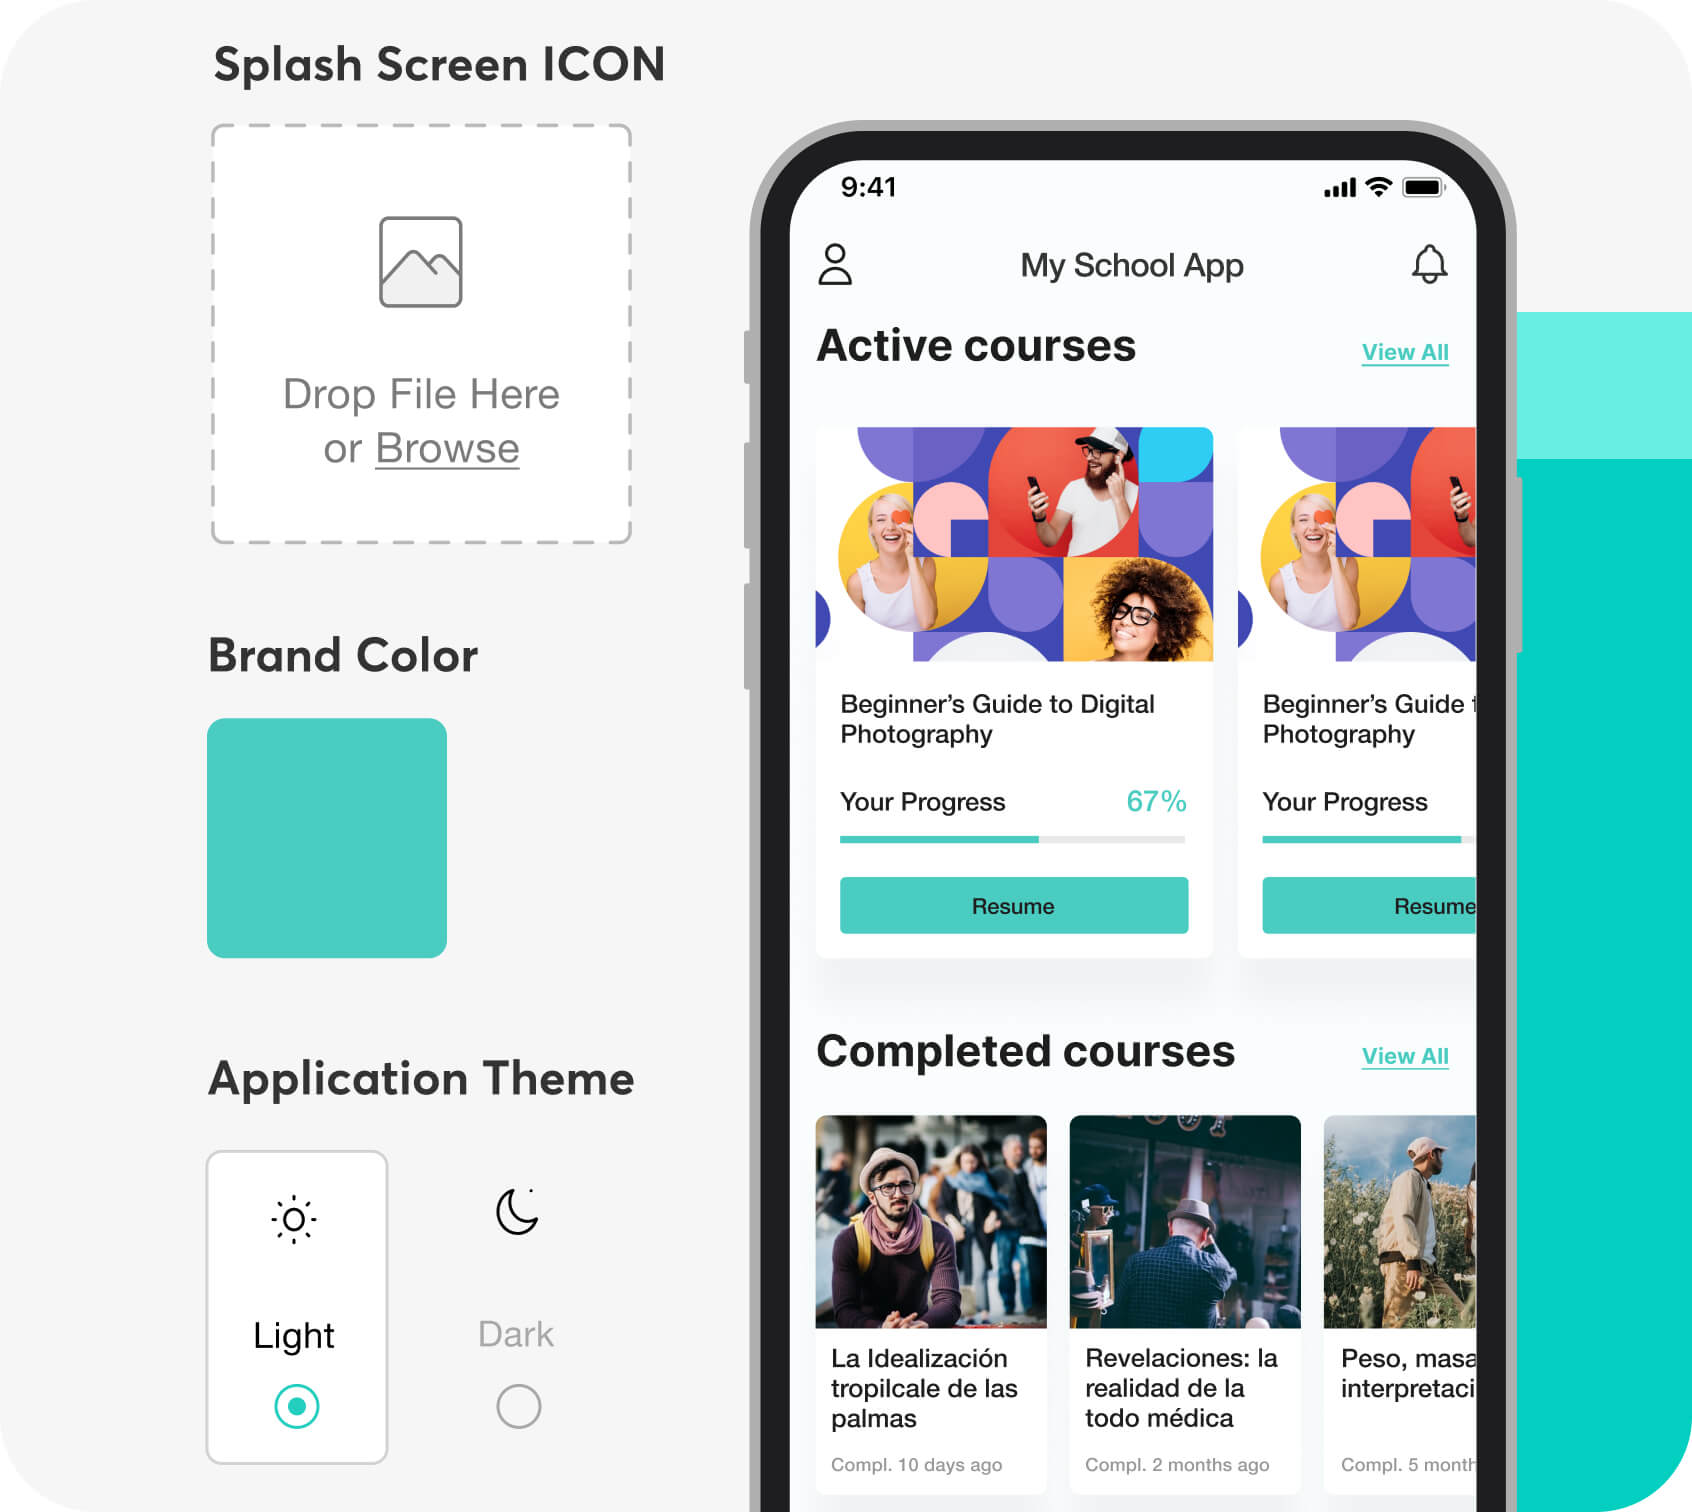 Splash Screen ICON
Drop File Here
or Browse
Brand Color
Application Theme
Light
Dark
9:41
My School App
Active courses
View All
Beginner’s Guide to Digital
Photography
Your Progress
67%
Resume
Beginner’s Guide
Photography
Your Progress
Resume
Completed courses
View All
La Idealización
tropilcale de las
palmas
Compl. 10 days ago
Revelaciones: la
realidad de la
todo médica
Compl. 2 months ago
Peso, masa
interpretaci
Compl. 5 month